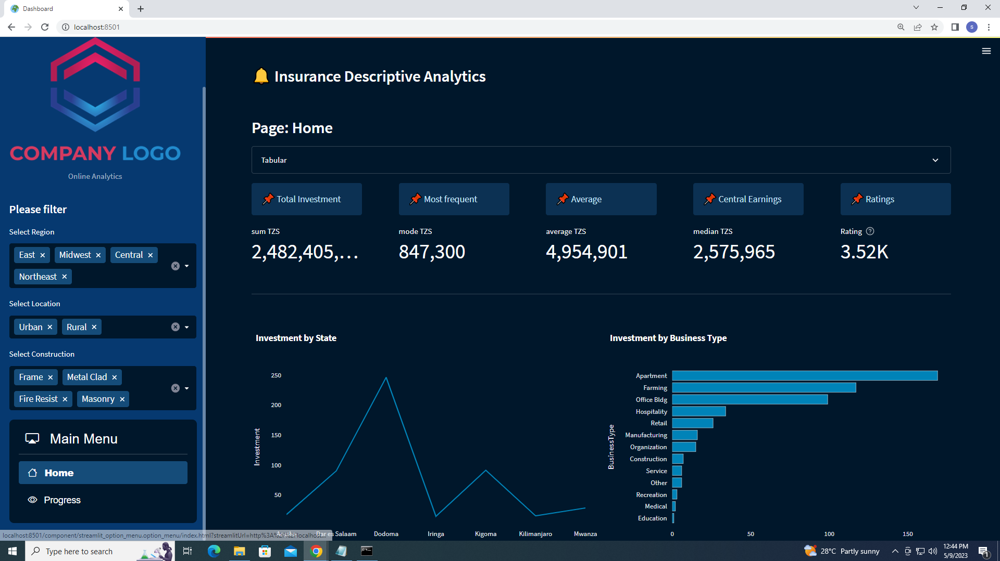 Dashboard
localhost:8501
S
COMPANY LOGO
Online Analytics
Please filter
Select Region
East
Midwest
Central
Northeast
Select Location
Urban
Rural
Select Construction
Frame
Metal Clad
Fire Resist
Masonry
Main Menu
Home
Progress
Insurance Descriptive Analytics
Page: Home
Tabular
Total Investment
Most frequent
Average
Central Earnings
Ratings
sum TZS
mode TZS
average TZS
median TZS
Rating
2,482,405,...
847,300
4,954,901
2,575,965
3.52K
Investment by State
Investment
250
200
150
100
50
Arusha
Dar es Salaam
Dodoma
Iringa
Kigoma
Kilimanjaro
Mwanza
Investment by Business Type
BusinessType
Apartment
Farming
Office Bldg
Hospitality
Retail
Manufacturing
Organization
Construction
Service
Other
Recreation
Medical
Education
0
50
100
150
localhost:8501/component/streamlit_option_menu.option_menu/index.html?streamlitUrl=http%3A%2F%2Flocalhost...
Type here to search
28°C Partly sunny
12:44 PM
5/9/2023
1